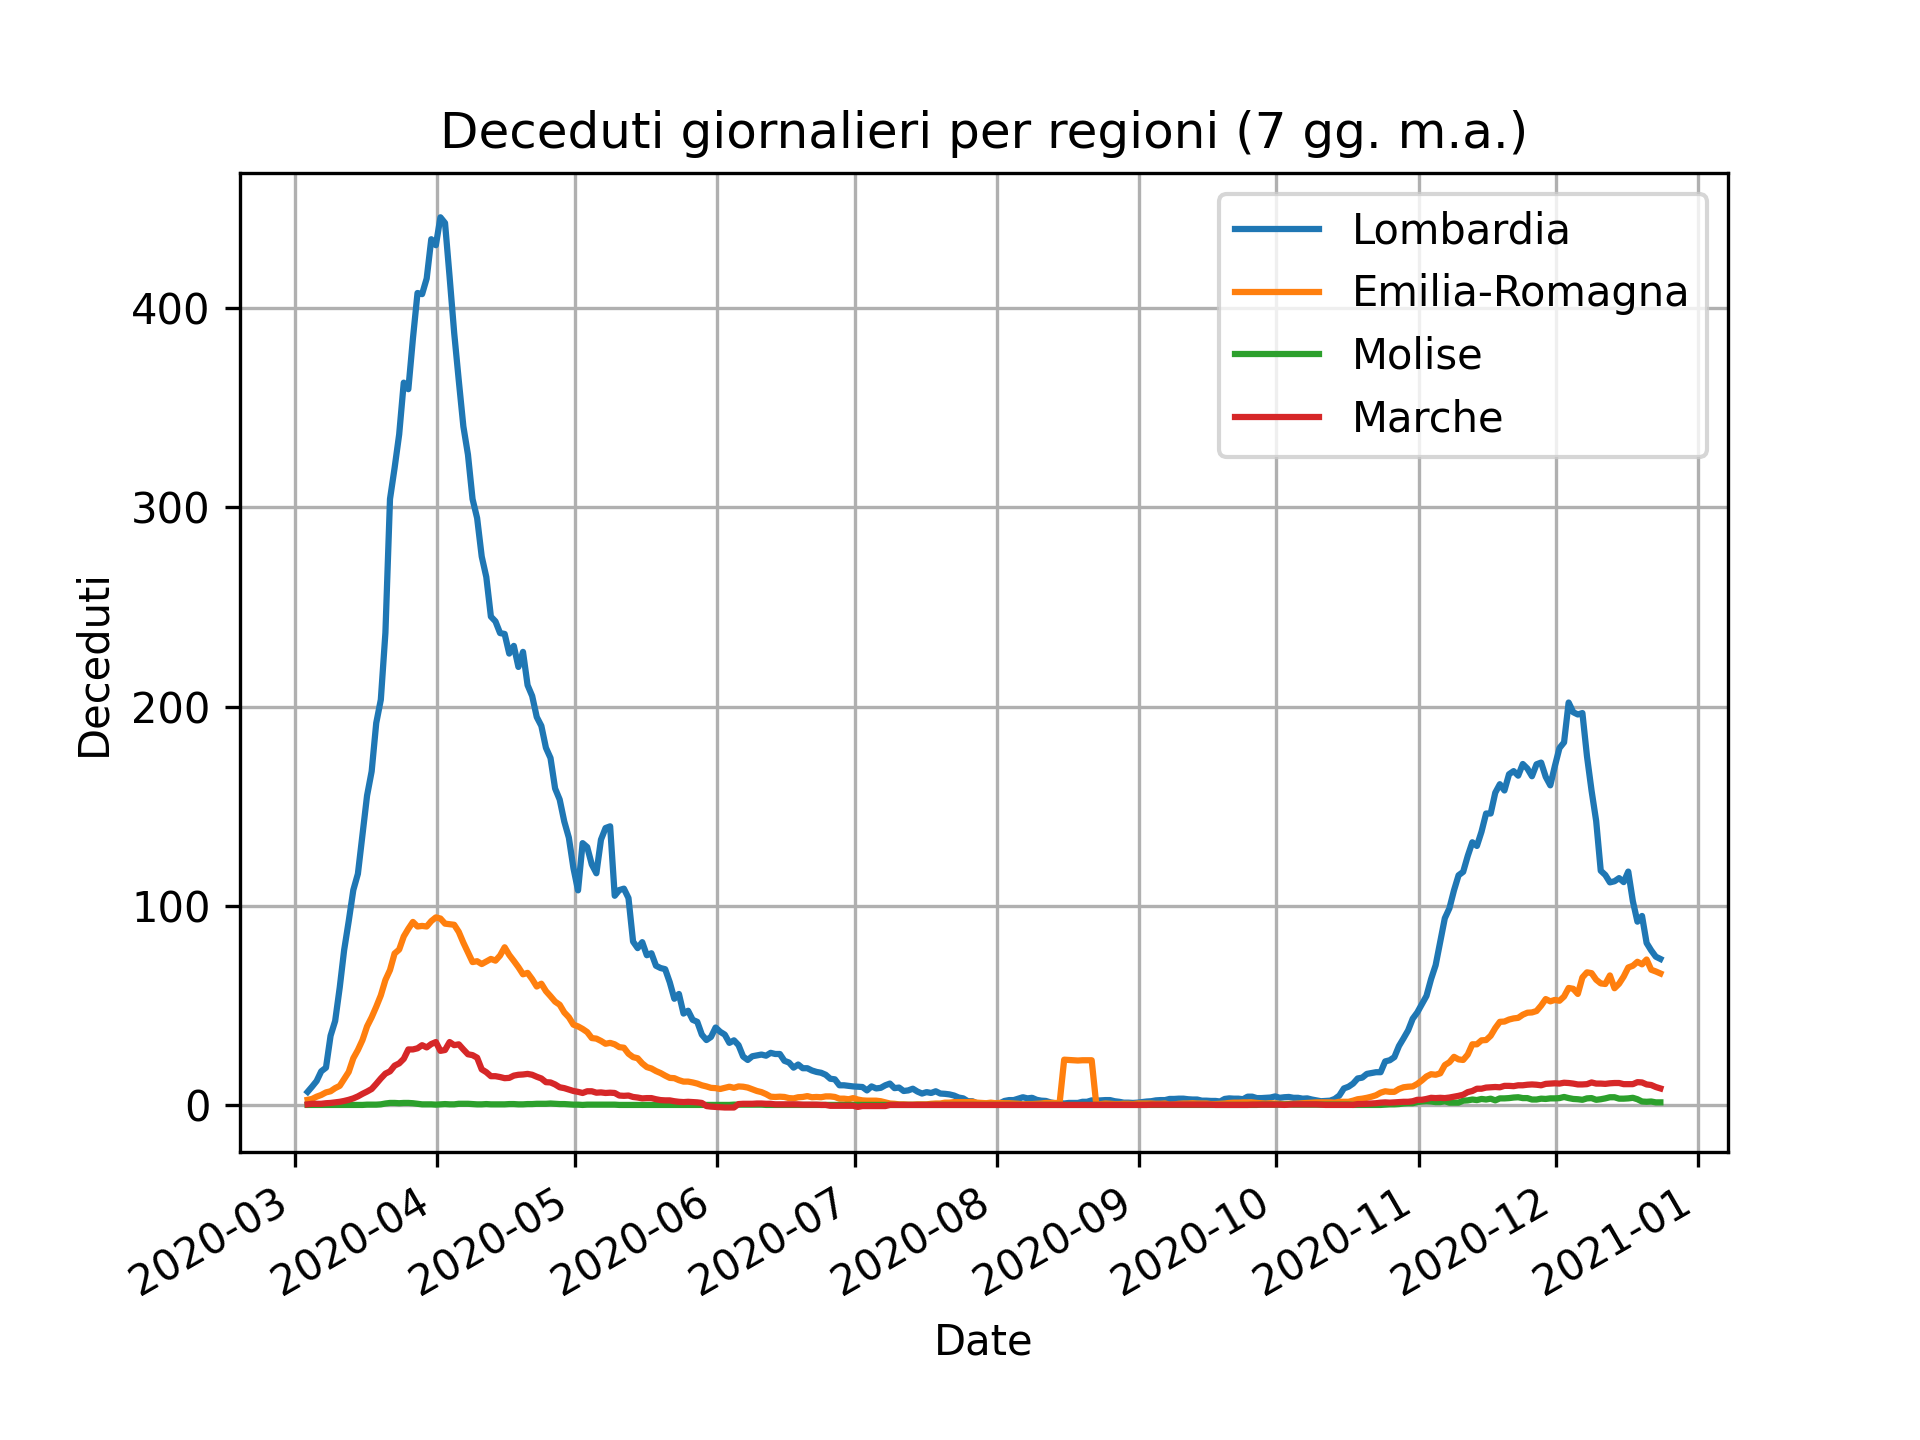 Deceduti giornalieri per regioni (7 gg. m.a.)
Lombardia
Emilia-Romagna
Molise
Marche
Deceduti
400
300
200
100
0
2020-03
2020-04
2020-05
2020-06
2020-07
2020-08
2020-09
2020-10
2020-11
2020-12
2021-01
Date